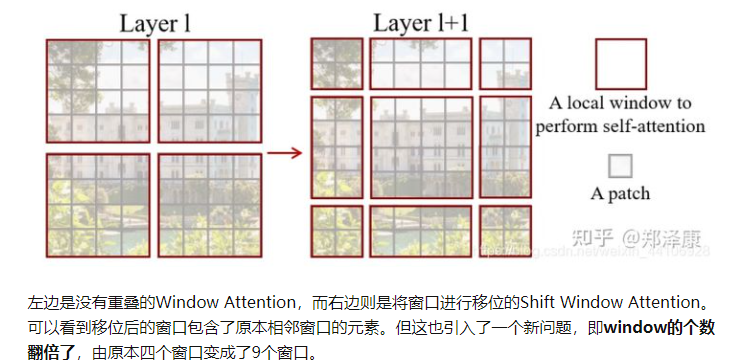 Layer l
Layer l+1
A local window to
perform self-attention
A patch
知乎 @郑泽康
左边是没有重叠的Window Attention，而右边则是将窗口进行移位的Shift Window Attention。
可以看到移位后的窗口包含了原本相邻窗口的元素。但这也引入了一个新问题，即window的个数
翻倍了，由原本四个窗口变成了9个窗口。